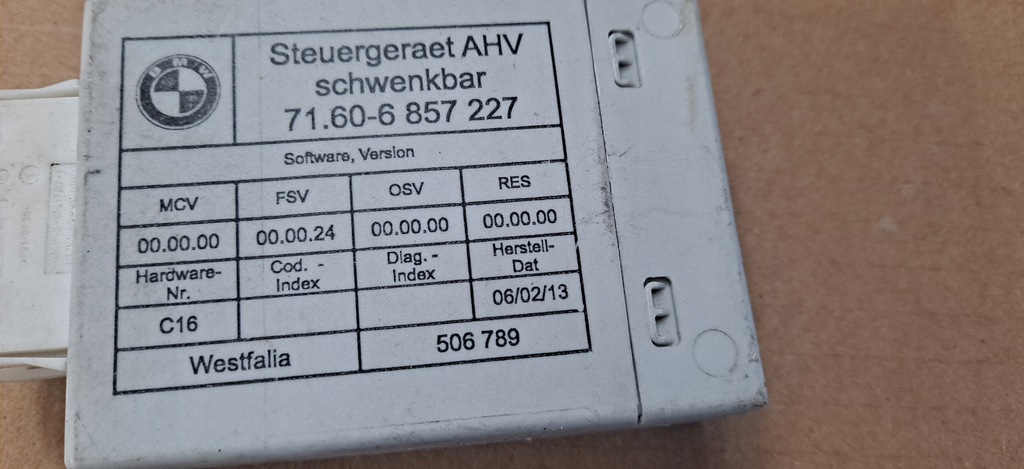 BMW
Steuergeraet AHV
schwenkbar
71.60-6 857 227
Software, Version
MCV FSV OSV RES
00.00.00 00.00.24 00.00.00 00.00.00
Hardware-Nr. Cod. - Index Diag. - Index Herstell-Dat
C16 06/02/13
Westfalia 506 789